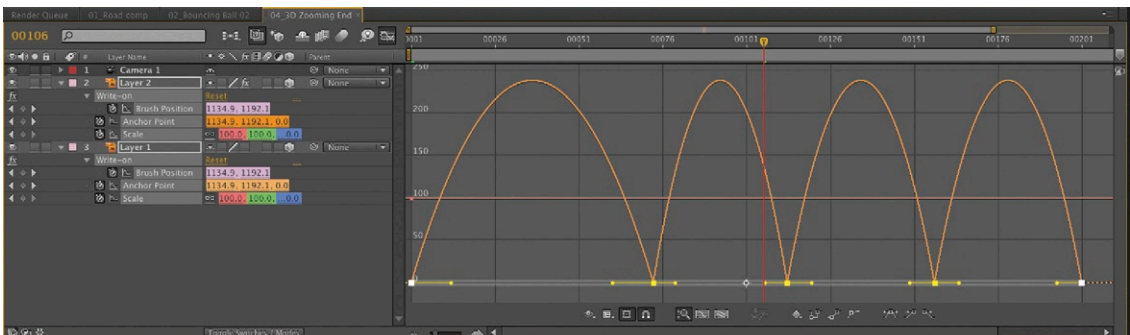 Render Queue 01_Road comp 02_Bouncing Ball 02 04_3D Zooming End
00106
0001 00026 00051 00076 00101 00126 00151 00176 00201
# Layer Name Parent
1 Camera 1 None
2 Layer 2 None
Write-on Reset
Brush Position 1134.9, 1192.1
Anchor Point 1134.9, 1192.1, 0.0
Scale 100.0, 100.0, 0.0
3 Layer 1 None
Write-on Reset
Brush Position 1134.9, 1192.1
Anchor Point 1134.9, 1192.1, 0.0
Scale 100.0, 100.0, 0.0
250
200
150
100
50
0
Toggle Switches / Modes